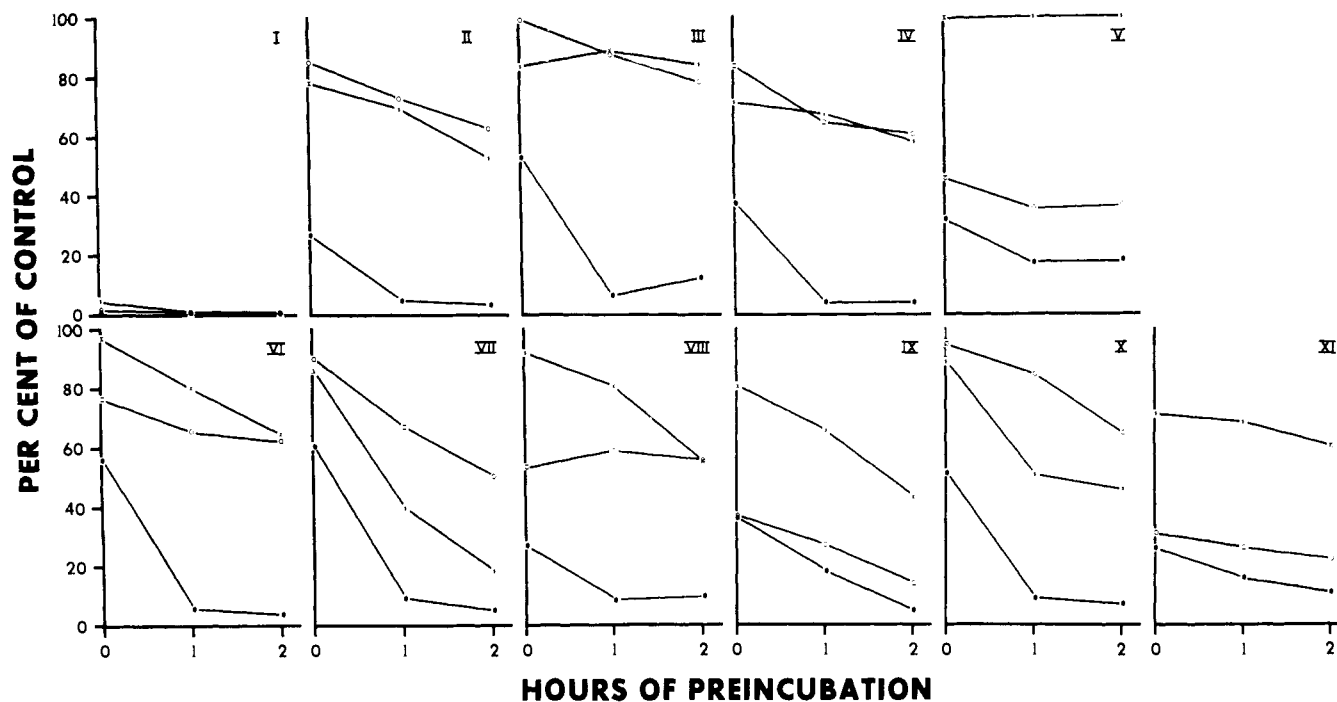 PER CENT OF CONTROL
100
80
60
40
20
0
I
II
III
IV
V
100
80
60
40
20
0
VI
VII
VIII
IX
X
XI
0 1 2
0 1 2
0 1 2
0 1 2
0 1 2
0 1 2
HOURS OF PREINCUBATION